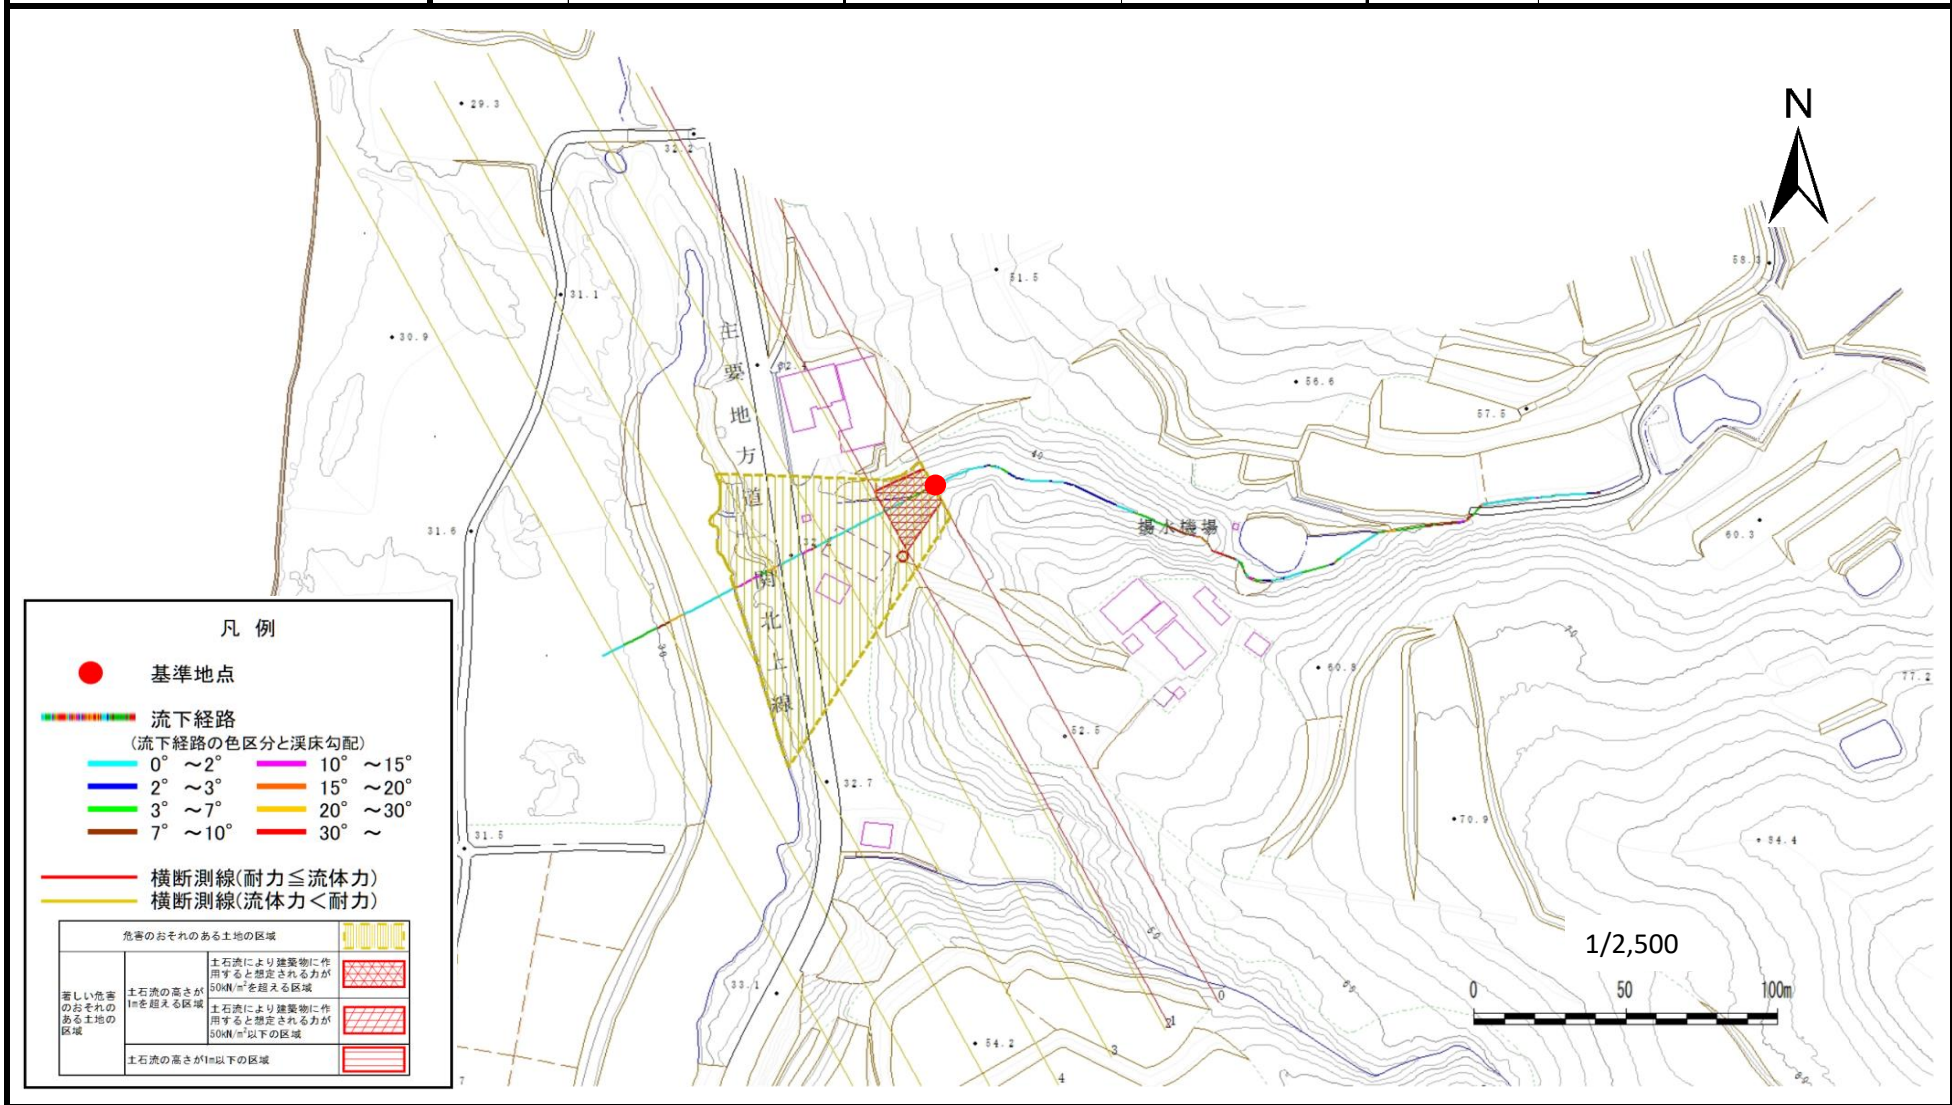 N
29.3
32.2
58.3
51.5
31.1
30.9
56.6
57.5
40
主要地方道一関北上線
31.6
揚水機場
60.3
30
70
60.8
77.2
52.5
32.7
31.5
70.9
84.4
60
33.1
54.2
0
1
3
4
7
凡 例
基準地点
流下経路
(流下経路の色区分と渓床勾配)
0° ～2° 10° ～15°
2° ～3° 15° ～20°
3° ～7° 20° ～30°
7° ～10° 30° ～
横断測線(耐力≦流体力)
横断測線(流体力＜耐力)
危害のおそれのある土地の区域
著しい危害
のおそれの
ある土地の
区域
土石流の高さが
1mを超える区域
土石流により建築物に作
用すると想定される力が
50kN/m²を超える区域
土石流により建築物に作
用すると想定される力が
50kN/m²以下の区域
土石流の高さが1m以下の区域
1/2,500
0 50 100m